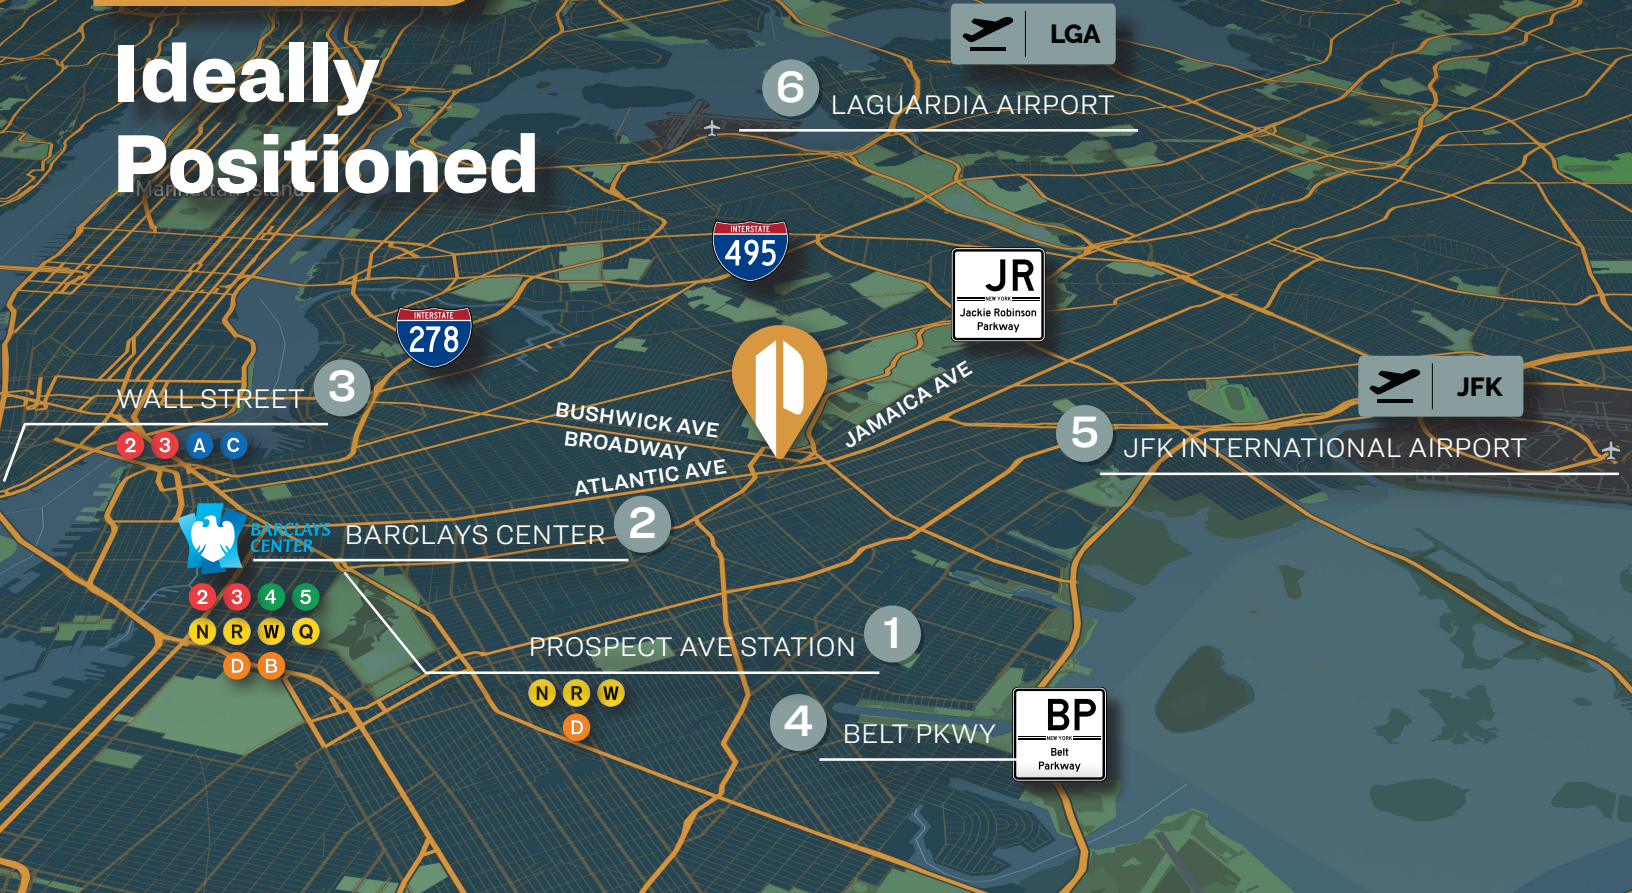 Ideally
Positioned
Manhattan Island
LGA
6
LAGUARDIA AIRPORT
INTERSTATE
495
INTERSTATE
278
JR
NEW YORK
Jackie Robinson
Parkway
WALL STREET
3
2 3 A C
BUSHWICK AVE
BROADWAY
ATLANTIC AVE
JAMAICA AVE
JFK
5
JFK INTERNATIONAL AIRPORT
BARCLAYS
CENTER
BARCLAYS CENTER
2
2 3 4 5
N R W Q
D B
PROSPECT AVE STATION
1
N R W
D
4
BELT PKWY
BP
NEW YORK
Belt
Parkway